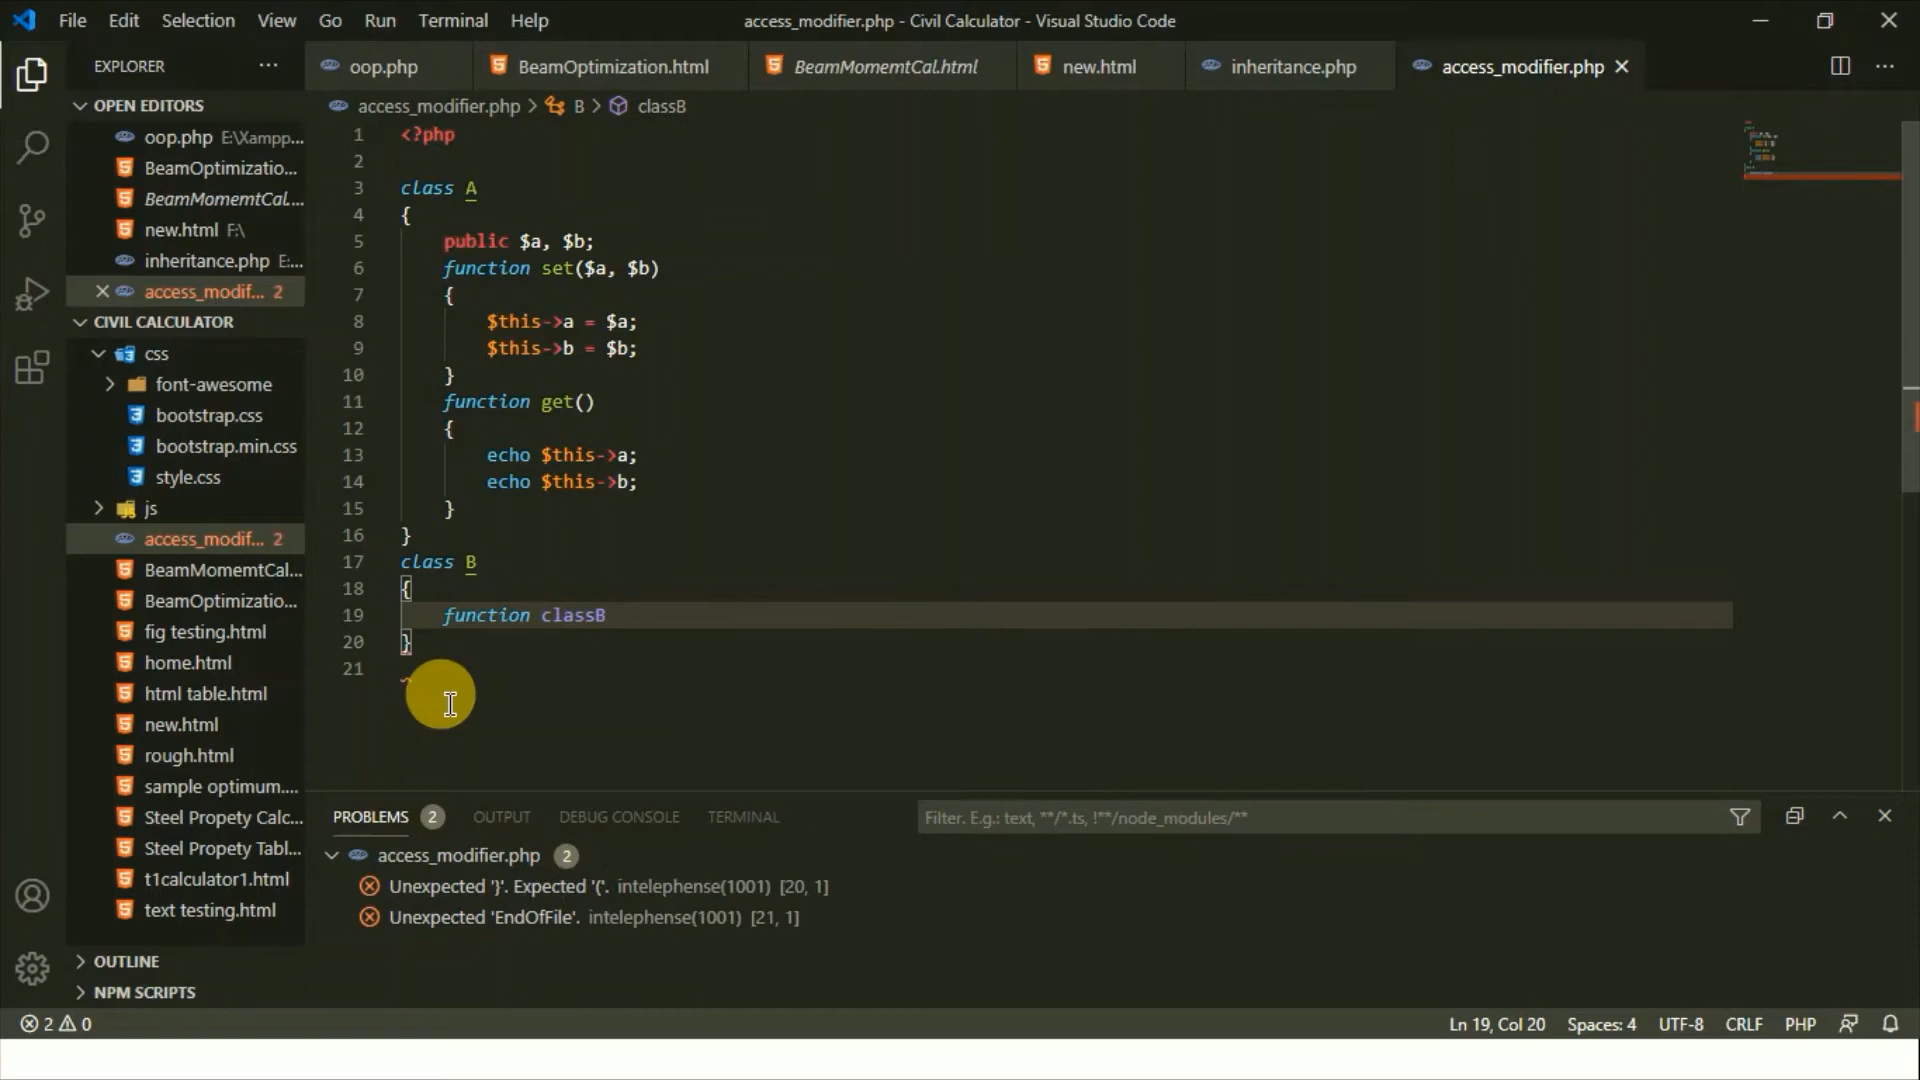 File Edit Selection View Go Run Terminal Help
access_modifier.php - Civil Calculator - Visual Studio Code
EXPLORER
oop.php
BeamOptimization.html
BeamMomemtCal.html
new.html
inheritance.php
access_modifier.php
OPEN EDITORS
oop.php E:\Xampp...
BeamOptimizatio...
BeamMomemtCal....
new.html F:\
inheritance.php E:...
access_modif... 2
CIVIL CALCULATOR
css
font-awesome
bootstrap.css
bootstrap.min.css
style.css
js
access_modif... 2
BeamMomemtCal...
BeamOptimizatio...
fig testing.html
home.html
html table.html
new.html
rough.html
sample optimum....
Steel Propety Calc...
Steel Propety Tabl...
t1calculator1.html
text testing.html
OUTLINE
NPM SCRIPTS
access_modifier.php > B > classB
1 <?php
2
3 class A
4 {
5 public $a, $b;
6 function set($a, $b)
7 {
8 $this->a = $a;
9 $this->b = $b;
10 }
11 function get()
12 {
13 echo $this->a;
14 echo $this->b;
15 }
16 }
17 class B
18 {
19 function classB
20 }
21
PROBLEMS 2 OUTPUT DEBUG CONSOLE TERMINAL
Filter. E.g.: text, **/*.ts, !**/node_modules/**
access_modifier.php 2
Unexpected '}'. Expected '('. intelephense(1001) [20, 1]
Unexpected 'EndOfFile'. intelephense(1001) [21, 1]
2 0
Ln 19, Col 20 Spaces: 4 UTF-8 CRLF PHP